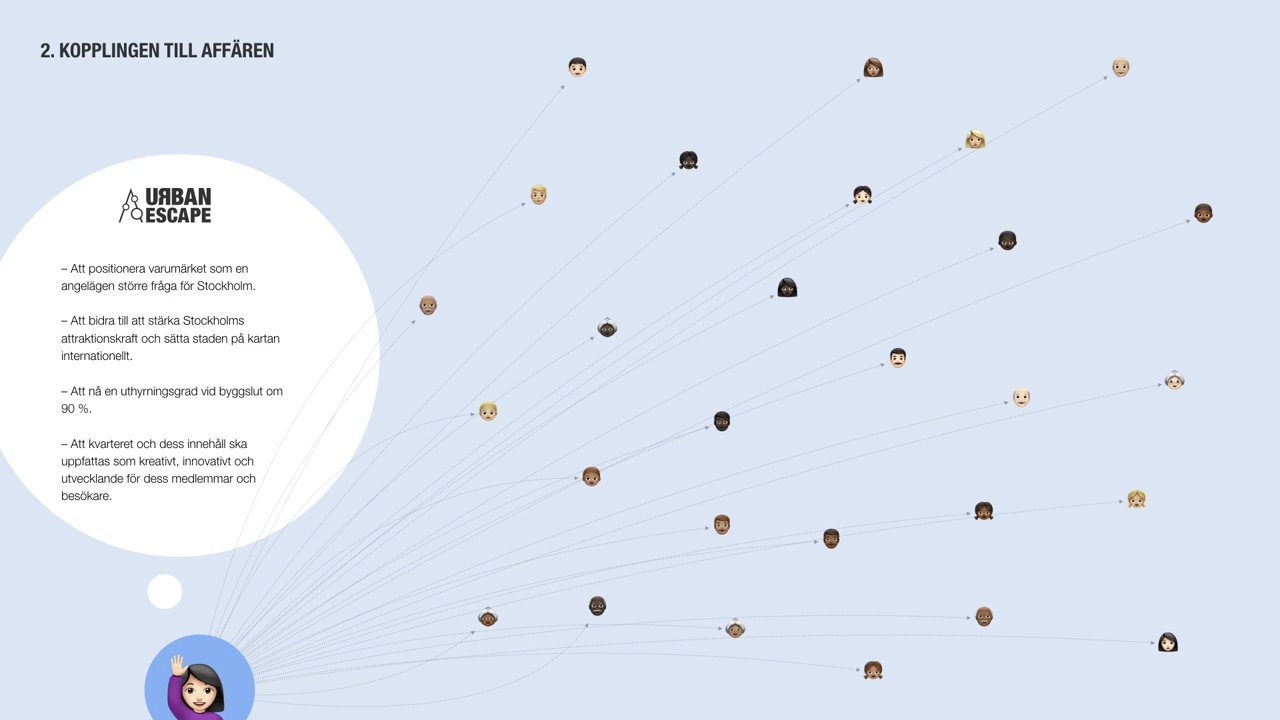 2. KOPPLINGEN TILL AFFÄREN
URBAN
ESCAPE
– Att positionera varumärket som en
angelägen större fråga för Stockholm.
– Att bidra till att stärka Stockholms
attraktionskraft och sätta staden på kartan
internationellt.
– Att nå en uthyrningsgrad vid byggslut om
90 %.
– Att kvarteret och dess innehåll ska
uppfattas som kreativt, innovativt och
utvecklande för dess medlemmar och
besökare.